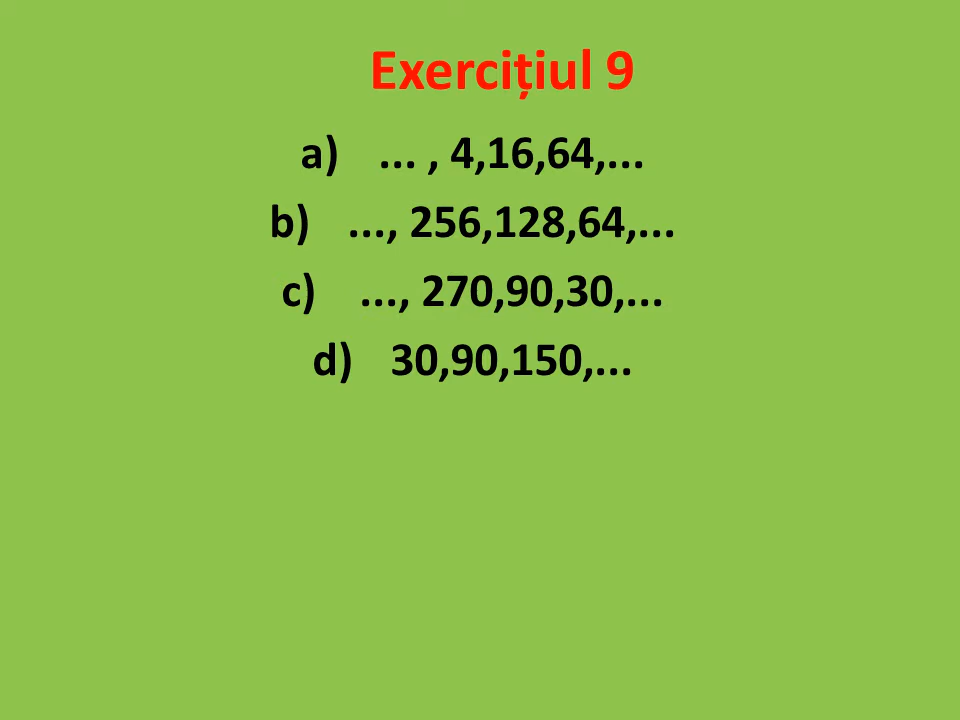 Exercițiul 9
a) ... , 4,16,64,...
b) ..., 256,128,64,...
c) ..., 270,90,30,...
d) 30,90,150,...